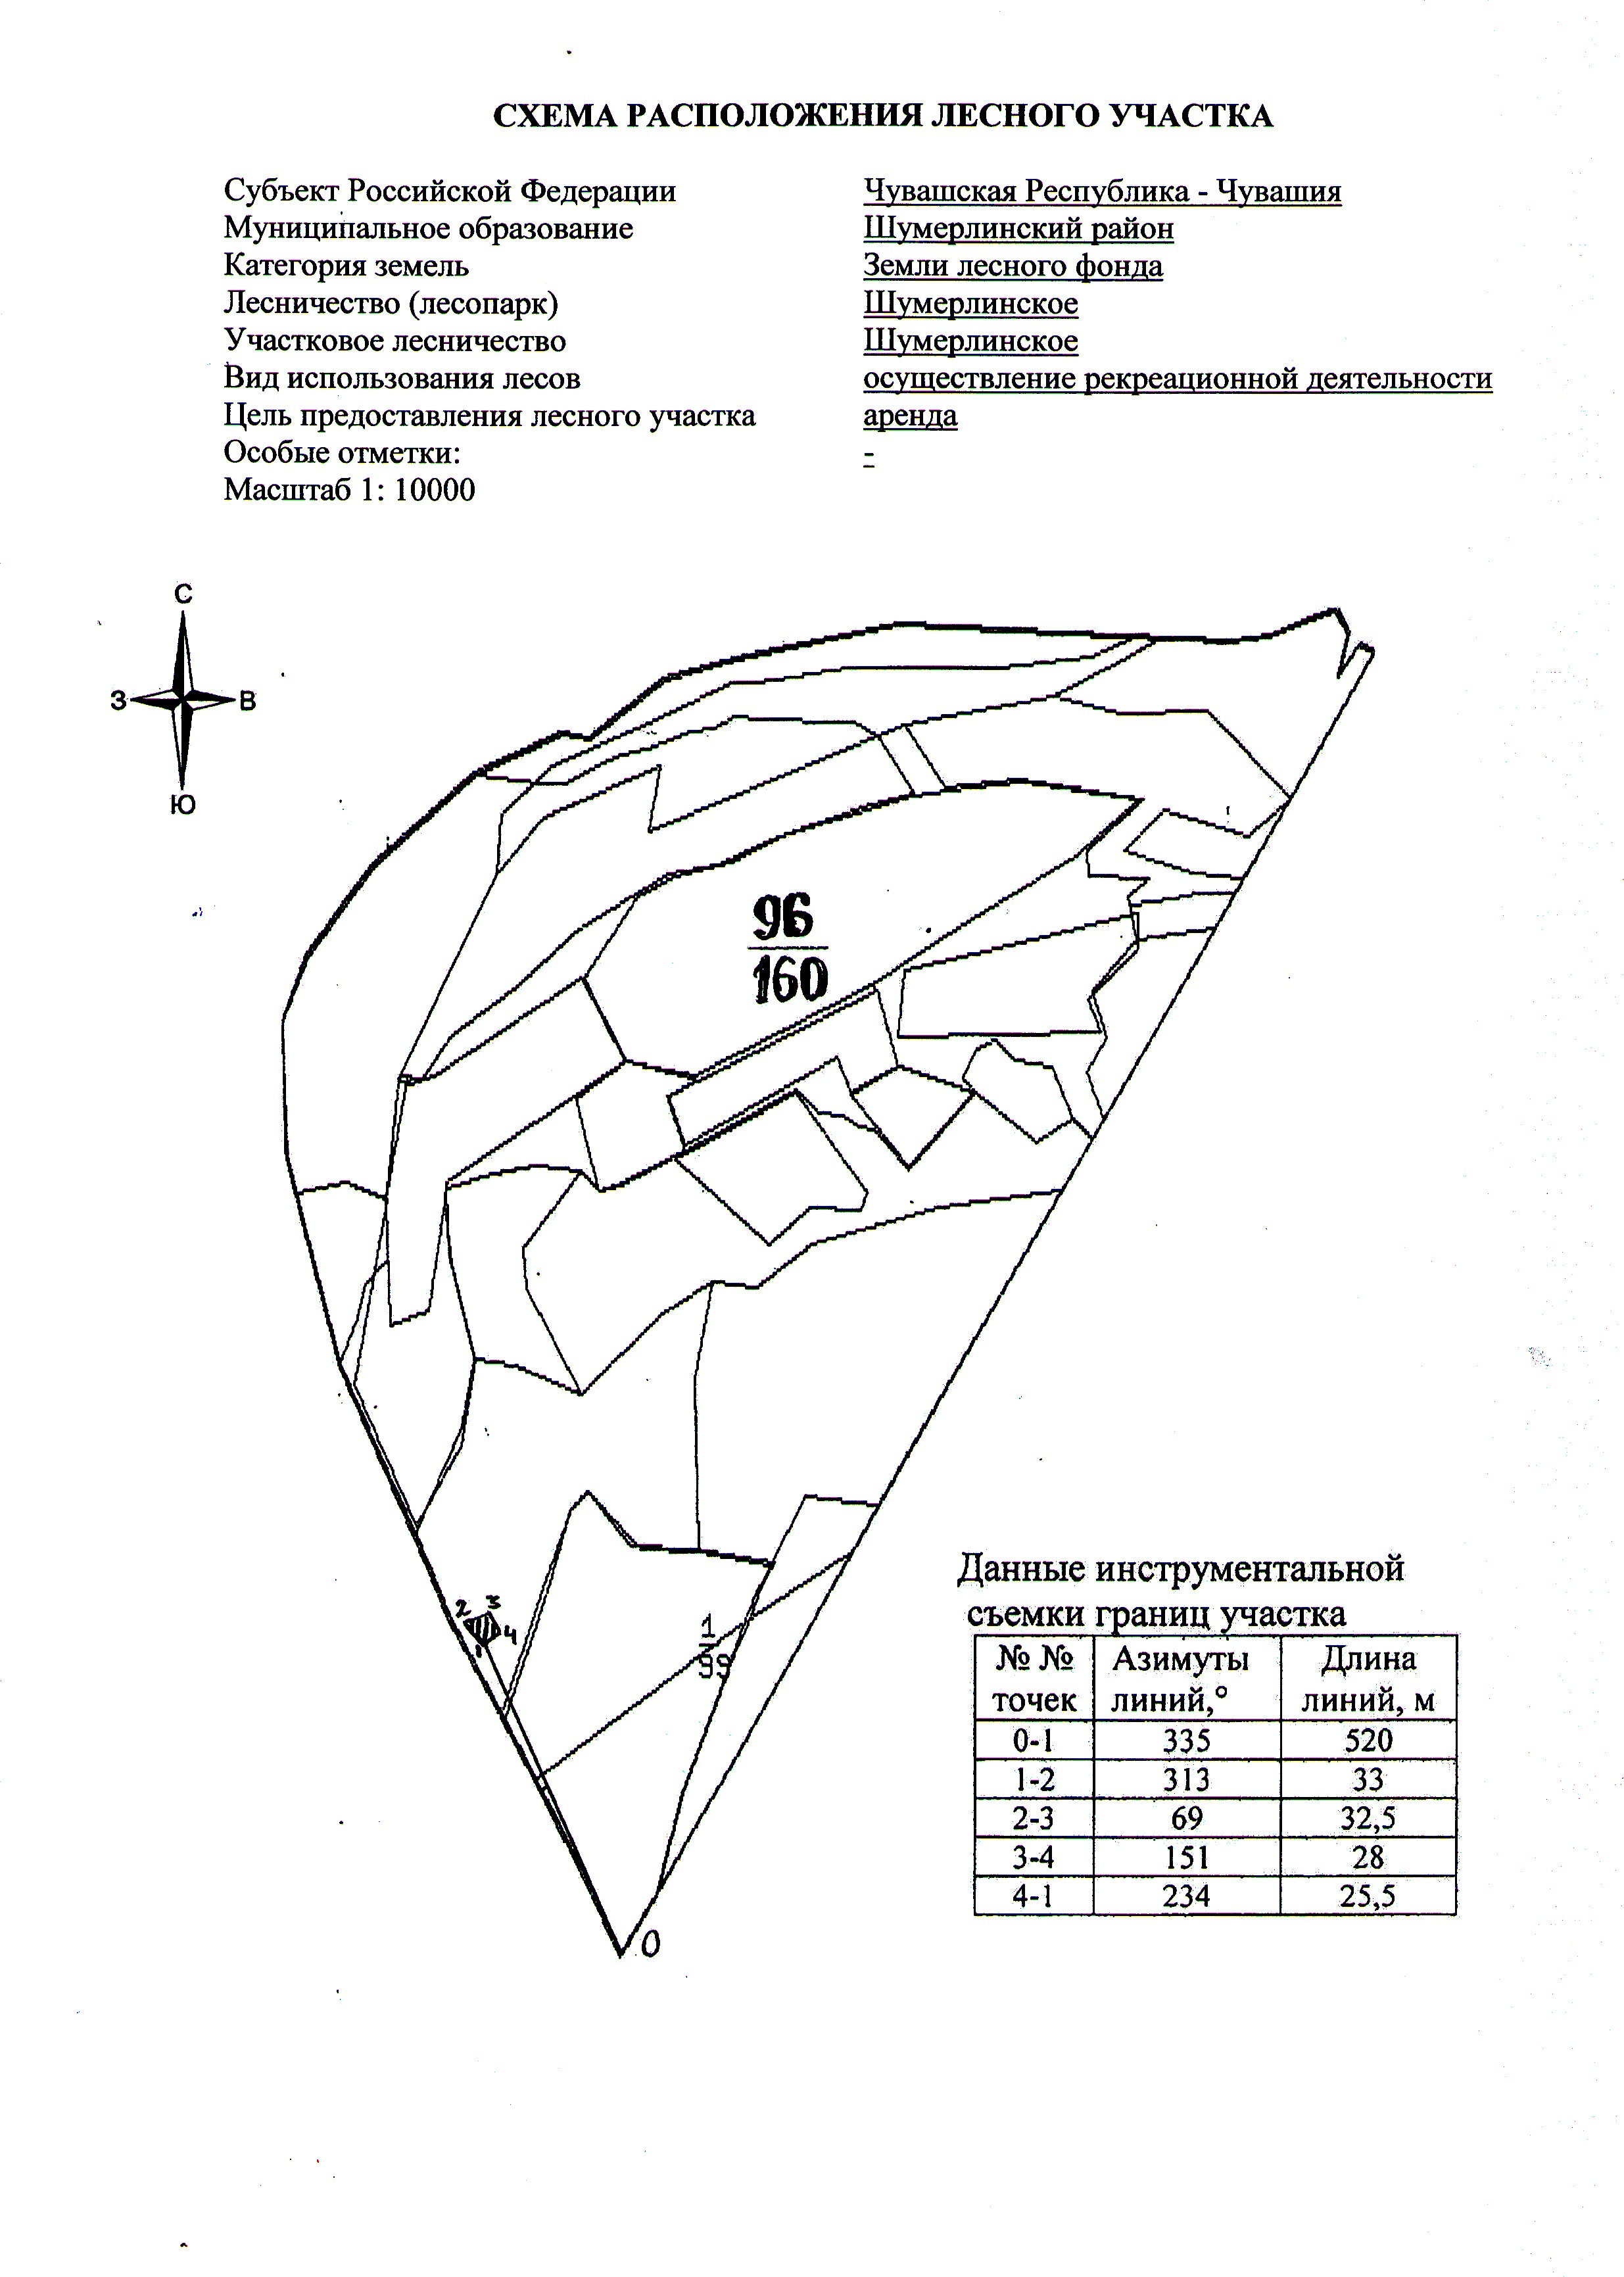 СХЕМА РАСПОЛОЖЕНИЯ ЛЕСНОГО УЧАСТКА
Субъект Российской Федерации Чувашская Республика - Чувашия
Муниципальное образование Шумерлинский район
Категория земель Земли лесного фонда
Лесничество (лесопарк) Шумерлинское
Участковое лесничество Шумерлинское
Вид использования лесов осуществление рекреационной деятельности
Цель предоставления лесного участка аренда
Особые отметки: -
Масштаб 1: 10000
С
З В
Ю
96
160
2 3
4
1
1
99
О
Данные инструментальной
съемки границ участка
№ № точек Азимуты линий,° Длина линий, м
0-1 335 520
1-2 313 33
2-3 69 32,5
3-4 151 28
4-1 234 25,5